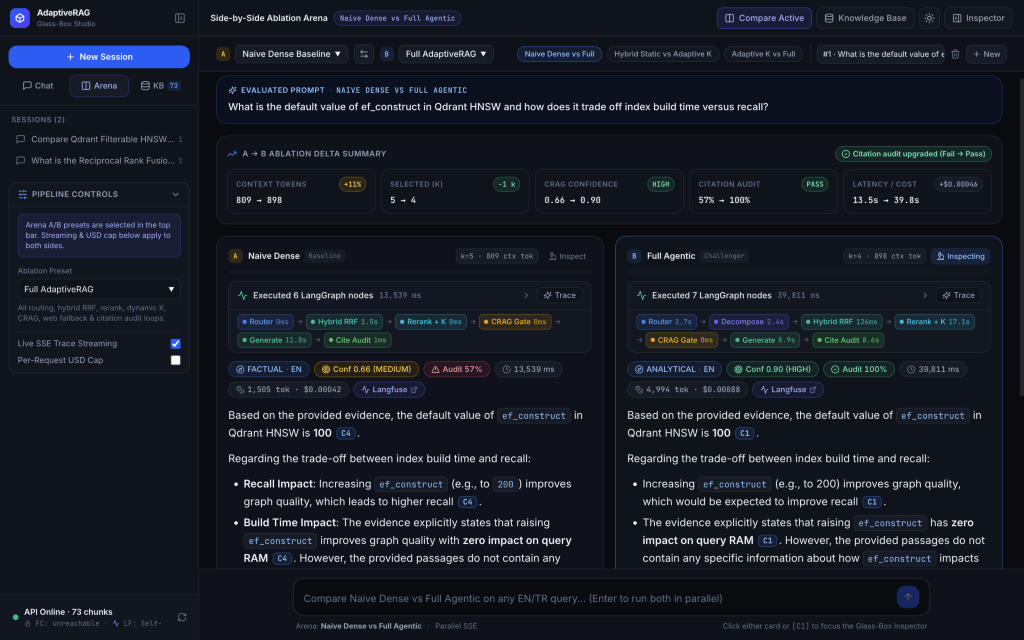 AdaptiveRAG
Glass-Box Studio
Side-by-Side Ablation Arena
Naive Dense vs Full Agentic
Compare Active
Knowledge Base
Inspector
+ New Session
Chat
Arena
KB 73
SESSIONS (2)
Compare Qdrant Filterable HNSW... 1
What is the Reciprocal Rank Fusio... 1
PIPELINE CONTROLS
Arena A/B presets are selected in the top
bar. Streaming & USD cap below apply to
both sides.
Ablation Preset
Full AdaptiveRAG
All routing, hybrid RRF, rerank, dynamic K,
CRAG, web fallback & citation audit loops.
Live SSE Trace Streaming
Per-Request USD Cap
API Online · 73 chunks
FC: unreachable · LF: Self-
A Naive Dense Baseline
B Full AdaptiveRAG
Naive Dense vs Full
Hybrid Static vs Adaptive K
Adaptive K vs Full
#1 · What is the default value of e
+ New
EVALUATED PROMPT · NAIVE DENSE VS FULL AGENTIC
What is the default value of ef_construct in Qdrant HNSW and how does it trade off index build time versus recall?
A → B ABLATION DELTA SUMMARY
Citation audit upgraded (Fail → Pass)
CONTEXT TOKENS +11%
809 → 898
SELECTED (K) -1 k
5 → 4
CRAG CONFIDENCE HIGH
0.66 → 0.90
CITATION AUDIT PASS
57% → 100%
LATENCY / COST +$0.00046
13.5s → 39.8s
A Naive Dense Baseline
k=5 · 809 ctx tok
Inspect
Executed 6 LangGraph nodes 13,539 ms
Trace
Router 0ms → Hybrid RRF 1.5s → Rerank + K 0ms → CRAG Gate 0ms →
Generate 11.8s → Cite Audit 1ms
FACTUAL · EN
Conf 0.66 (MEDIUM)
Audit 57%
13,539 ms
1,505 tok · $0.00042
Langfuse
Based on the provided evidence, the default value of ef_construct in
Qdrant HNSW is 100 C4 .
Regarding the trade-off between index build time and recall:
• Recall Impact: Increasing ef_construct (e.g., to 200 ) improves
graph quality, which leads to higher recall C4 .
• Build Time Impact: The evidence explicitly states that raising
ef_construct improves graph quality with zero impact on query
RAM C4 . However, the provided passages do not contain any
B Full Agentic Challenger
k=4 · 898 ctx tok
Inspecting
Executed 7 LangGraph nodes 39,811 ms
Trace
Router 2.7s → Decompose 2.4s → Hybrid RRF 126ms → Rerank + K 17.1s
→ CRAG Gate 0ms → Generate 8.9s → Cite Audit 8.6s
ANALYTICAL · EN
Conf 0.90 (HIGH)
Audit 100%
39,811 ms
4,994 tok · $0.00088
Langfuse
Based on the provided evidence, the default value of ef_construct in
Qdrant HNSW is 100 C1 .
Regarding the trade-off between index build time and recall:
• Increasing ef_construct (e.g., to 200) improves graph quality,
which would be expected to improve recall C1 .
• The evidence explicitly states that raising ef_construct has zero
impact on query RAM C1 . However, the provided passages do not
contain any specific information about how ef_construct impacts
Compare Naive Dense vs Full Agentic on any EN/TR query... (Enter to run both in parallel)
Arena: Naive Dense vs Full Agentic · Parallel SSE
Click either card or [C1] to focus the Glass-Box Inspector